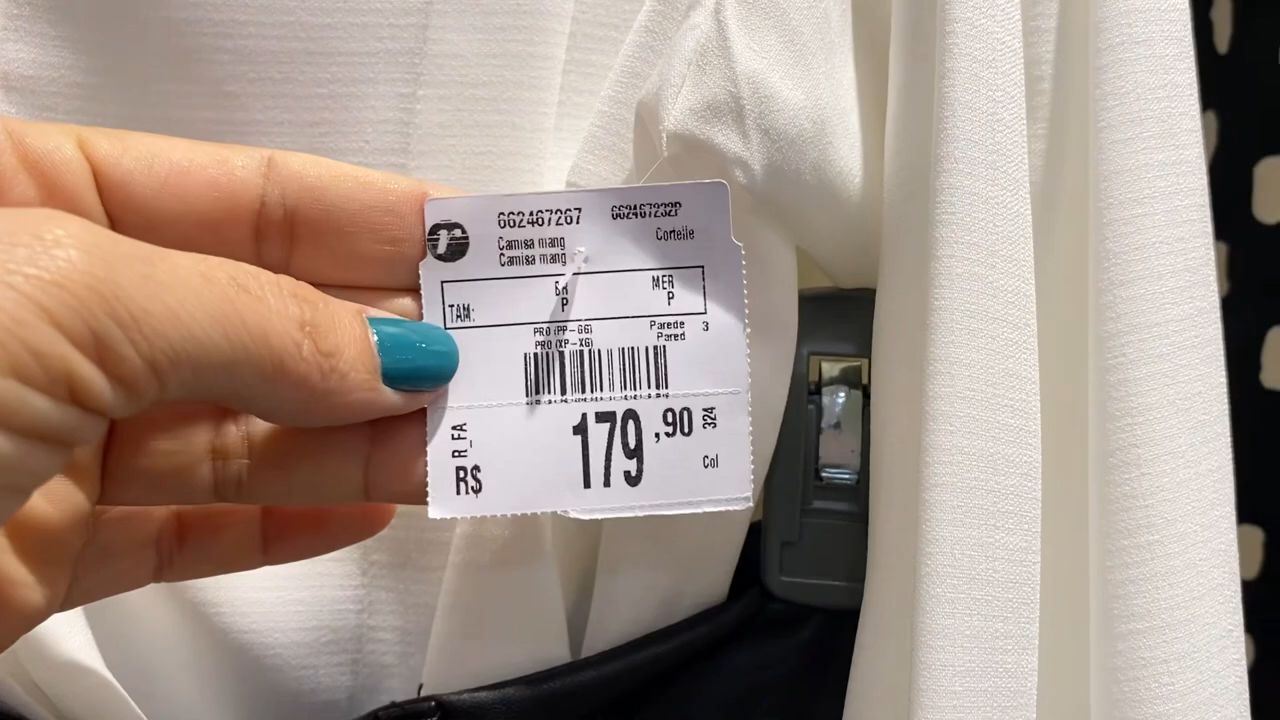 662467267 662467232P
Camisa mang Corteile
Camisa mang
BR MER
TAM: P P
PRO (PP-GG) Parede 3
PRO (XP-XG) Pared
R_FA
R$ 179,90 324
Col